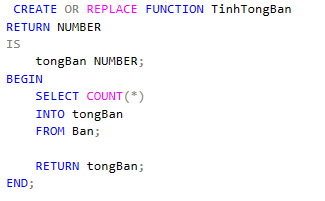 CREATE OR REPLACE FUNCTION TinhTongBan
RETURN NUMBER
IS
    tongBan NUMBER;
BEGIN
    SELECT COUNT(*)
    INTO tongBan
    FROM Ban;

    RETURN tongBan;
END;